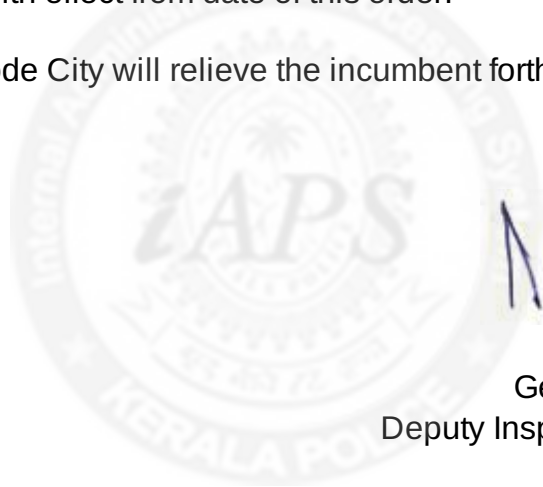 ith effect from date of this order.
ode City will relieve the incumbent forth
iAPS
KERALA POLICE
Ge
Deputy Insp